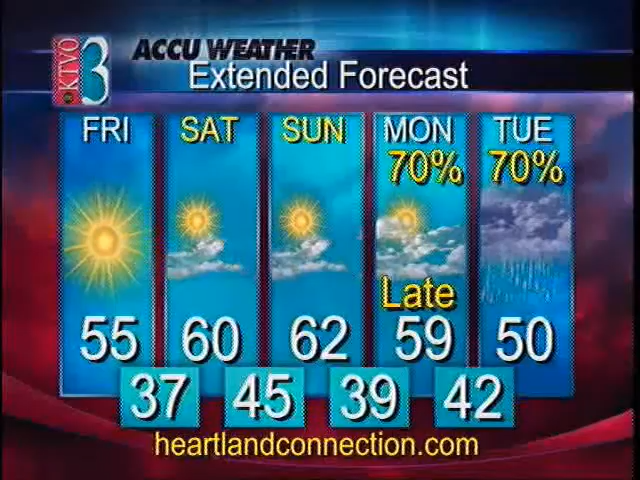 KTVO 3
ACCU WEATHER
Extended Forecast
FRI SAT SUN MON TUE
70% 70%
Late
55 60 62 59 50
37 45 39 42
heartlandconnection.com